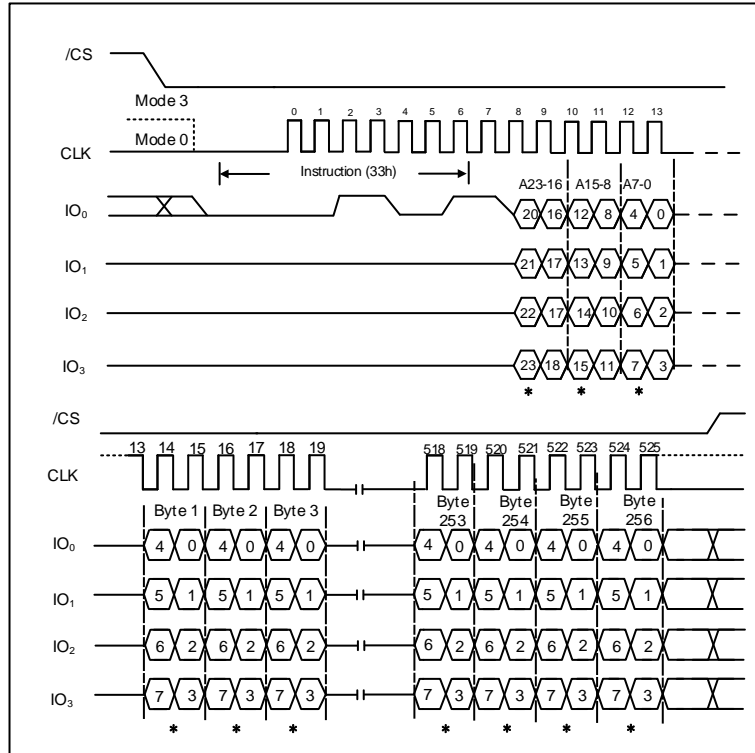 /CS
Mode 3
Mode 0
CLK
0 1 2 3 4 5 6 7 8 9 10 11 12 13
Instruction (33h)
A23-16 A15-8 A7-0
IO0 20 16 12 8 4 0
IO1 21 17 13 9 5 1
IO2 22 17 14 10 6 2
IO3 23 18 15 11 7 3
* * *
/CS
13 14 15 16 17 18 19 518 519 520 521 522 523 524 525
CLK
Byte 1 Byte 2 Byte 3 Byte 253 Byte 254 Byte 255 Byte 256
IO0 4 0 4 0 4 0 4 0 4 0 4 0 4 0
IO1 5 1 5 1 5 1 5 1 5 1 5 1 5 1
IO2 6 2 6 2 6 2 6 2 6 2 6 2 6 2
IO3 7 3 7 3 7 3 7 3 7 3 7 3 7 3
* * * * * * *